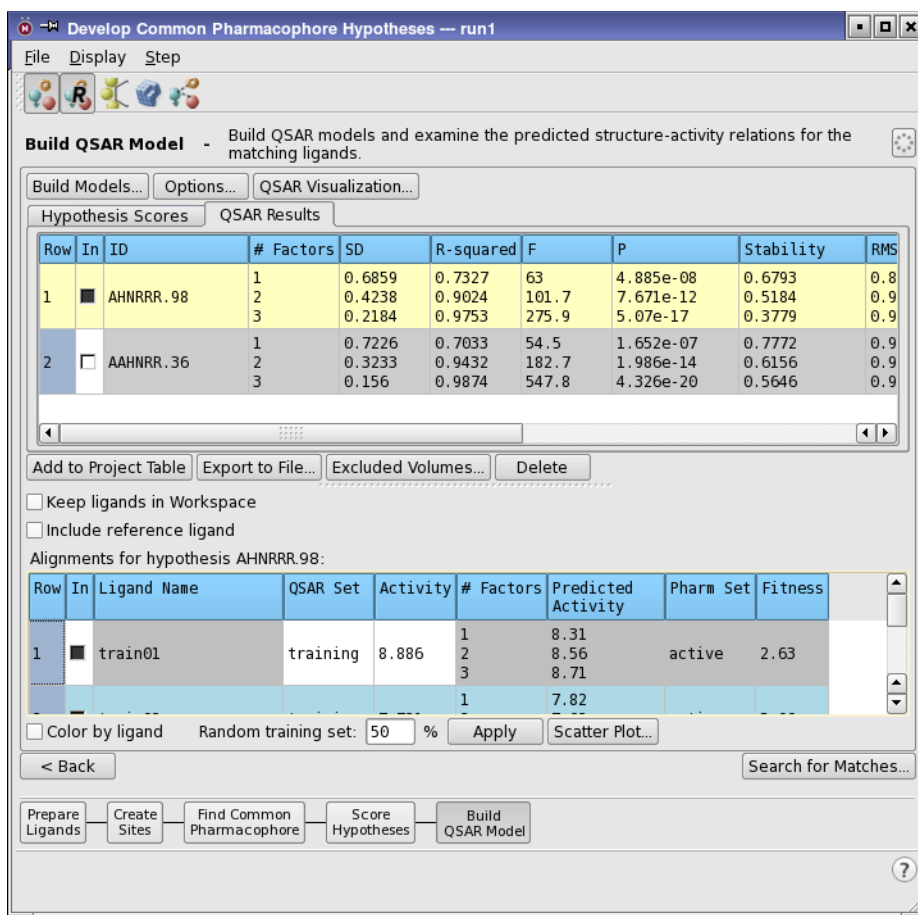 Develop Common Pharmacophore Hypotheses --- run1
File Display Step
R
Build QSAR Model - Build QSAR models and examine the predicted structure-activity relations for the
matching ligands.
Build Models... Options... QSAR Visualization...
Hypothesis Scores QSAR Results
Row In ID # Factors SD R-squared F P Stability RMS
1 0.6859 0.7327 63 4.885e-08 0.6793 0.8
1 AHNRRR.98 2 0.4238 0.9024 101.7 7.671e-12 0.5184 0.9
3 0.2184 0.9753 275.9 5.07e-17 0.3779 0.9
1 0.7226 0.7033 54.5 1.652e-07 0.7772 0.9
2 AAHNRR.36 2 0.3233 0.9432 182.7 1.986e-14 0.6156 0.9
3 0.156 0.9874 547.8 4.326e-20 0.5646 0.9
Add to Project Table Export to File... Excluded Volumes... Delete
Keep ligands in Workspace
Include reference ligand
Alignments for hypothesis AHNRRR.98:
Row In Ligand Name QSAR Set Activity # Factors Predicted Pharm Set Fitness
Activity
1 8.31
1 train01 training 8.886 2 8.56 active 2.63
3 8.71
1 7.82
Color by ligand Random training set: 50 % Apply Scatter Plot...
< Back Search for Matches...
Prepare Create Find Common Score Build
Ligands Sites Pharmacophore Hypotheses QSAR Model
?